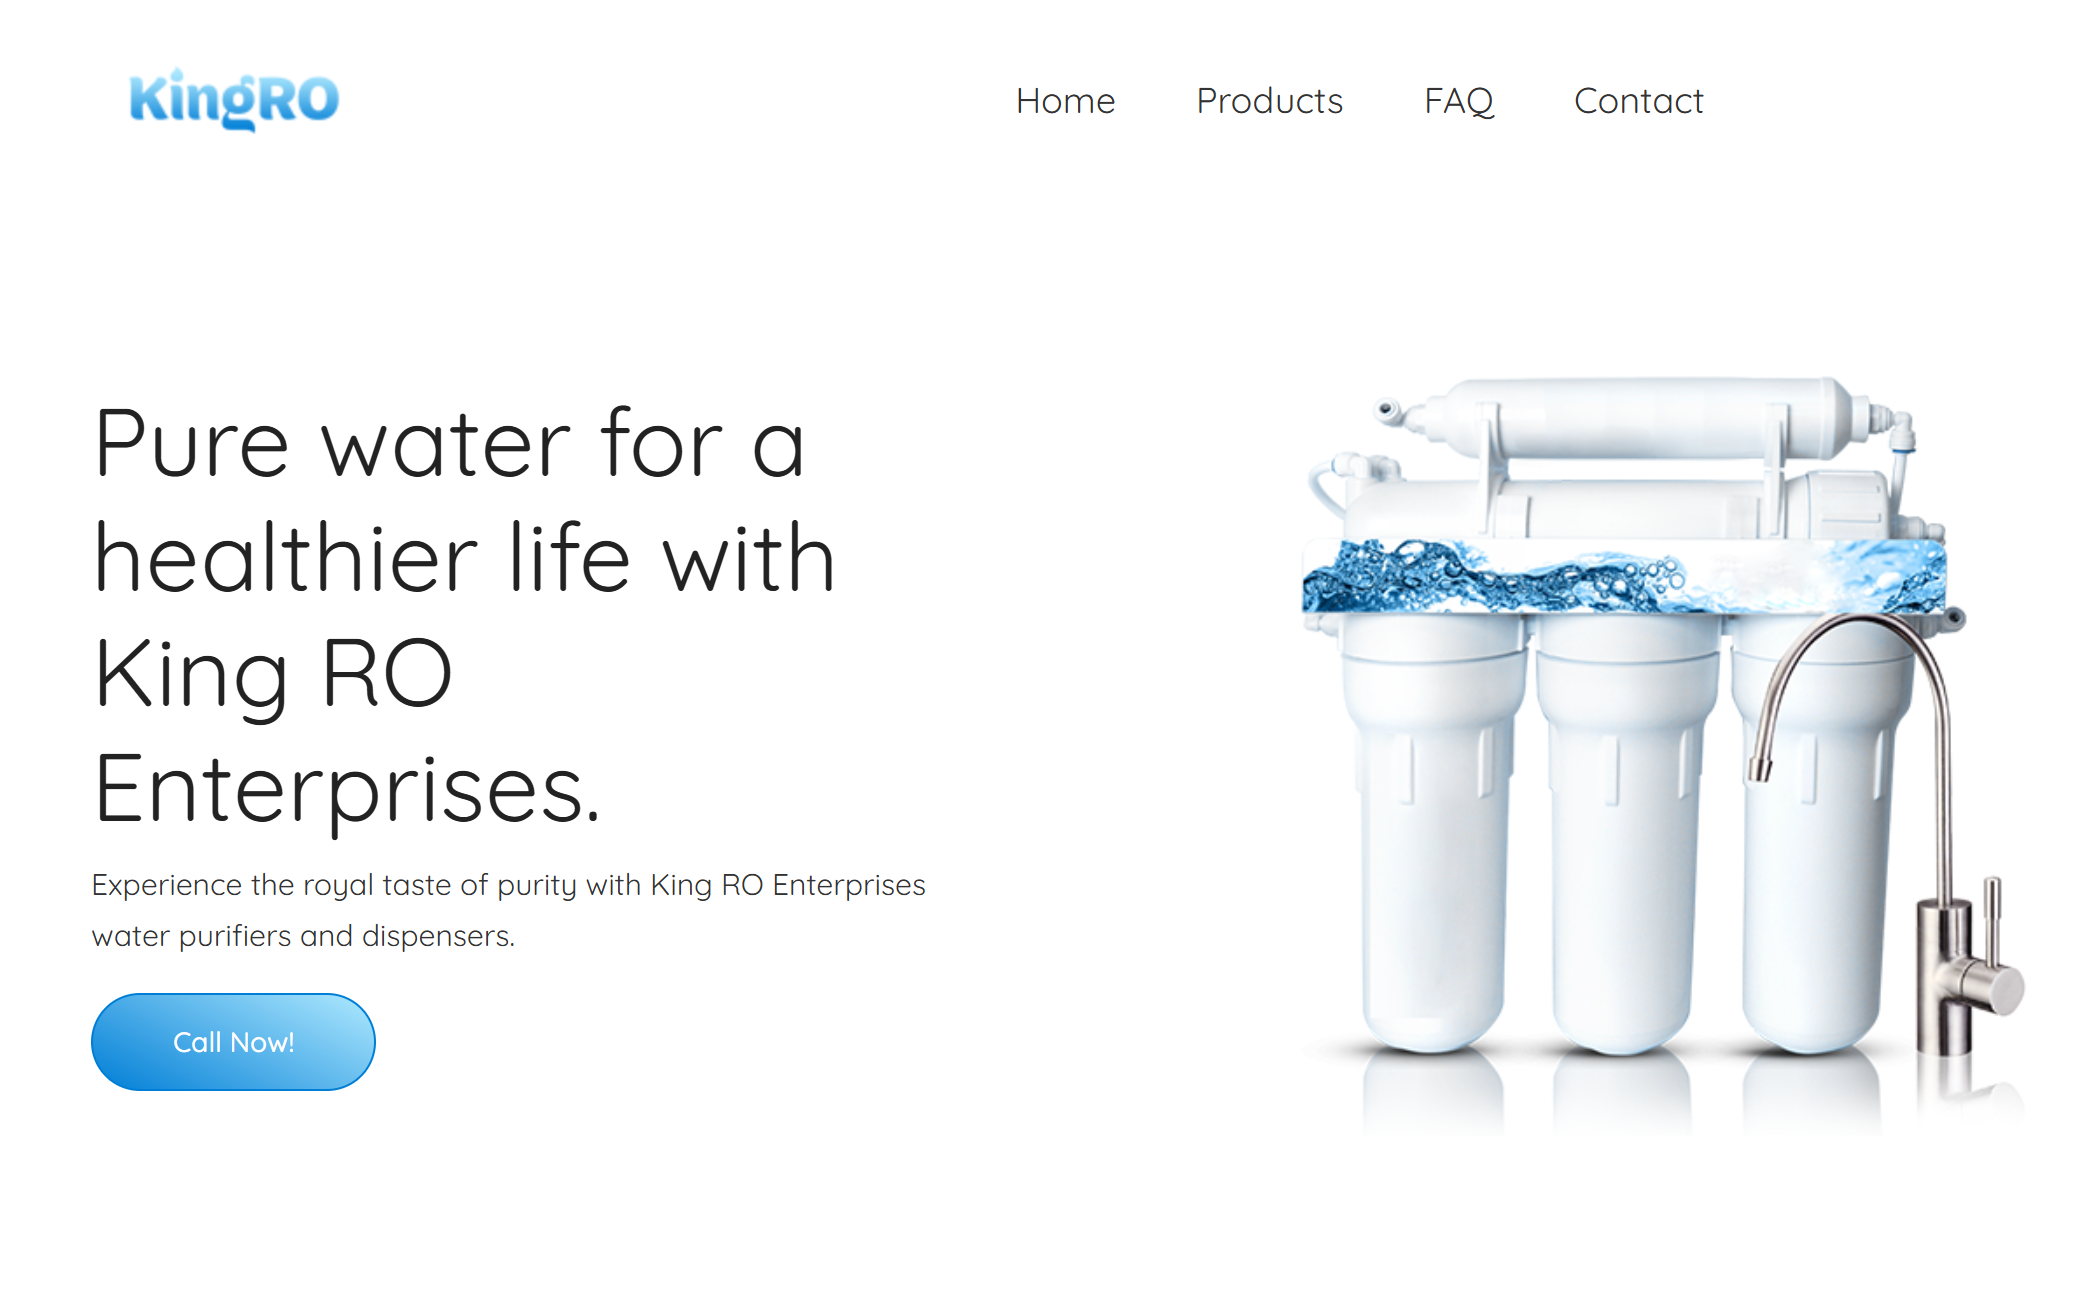 KingRO
Home Products FAQ Contact
Pure water for a
healthier life with
King RO
Enterprises.
Experience the royal taste of purity with King RO Enterprises
water purifiers and dispensers.
Call Now!